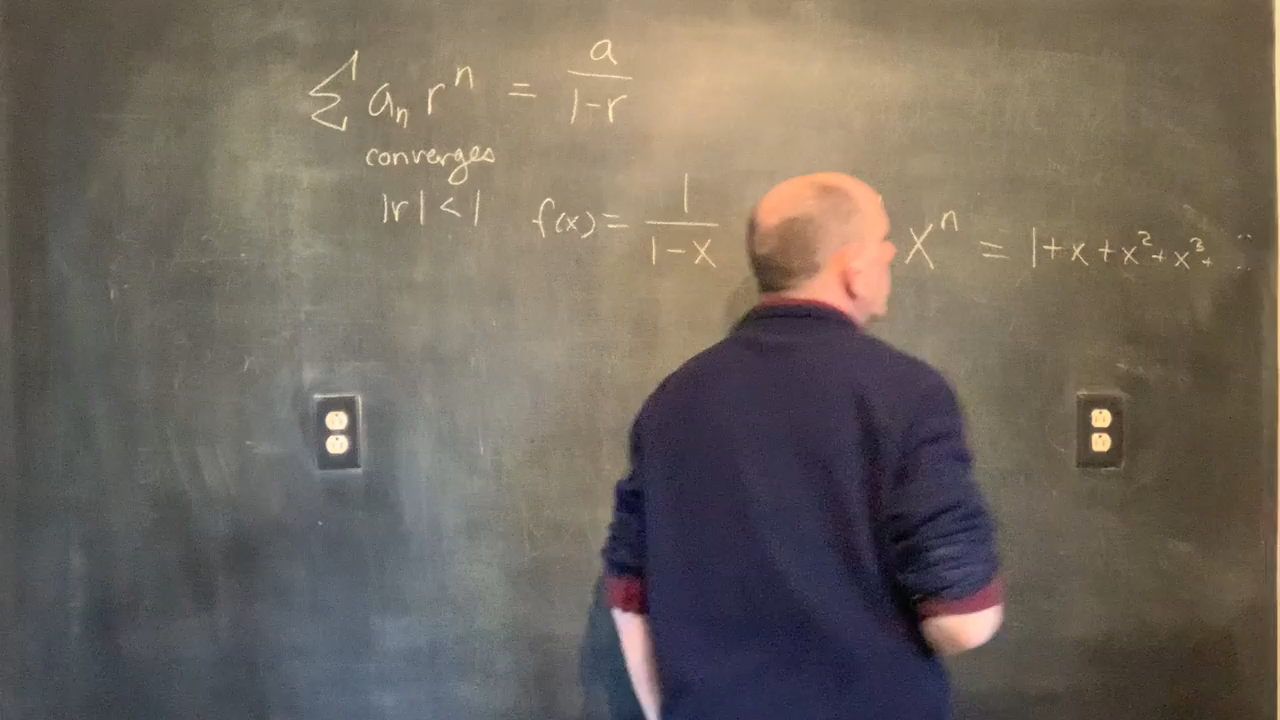 ∑ aₙ rⁿ = a/(1-r)
converges
|r| < 1
f(x) = 1/(1-x) xⁿ = 1+x+x²+x³+ ...